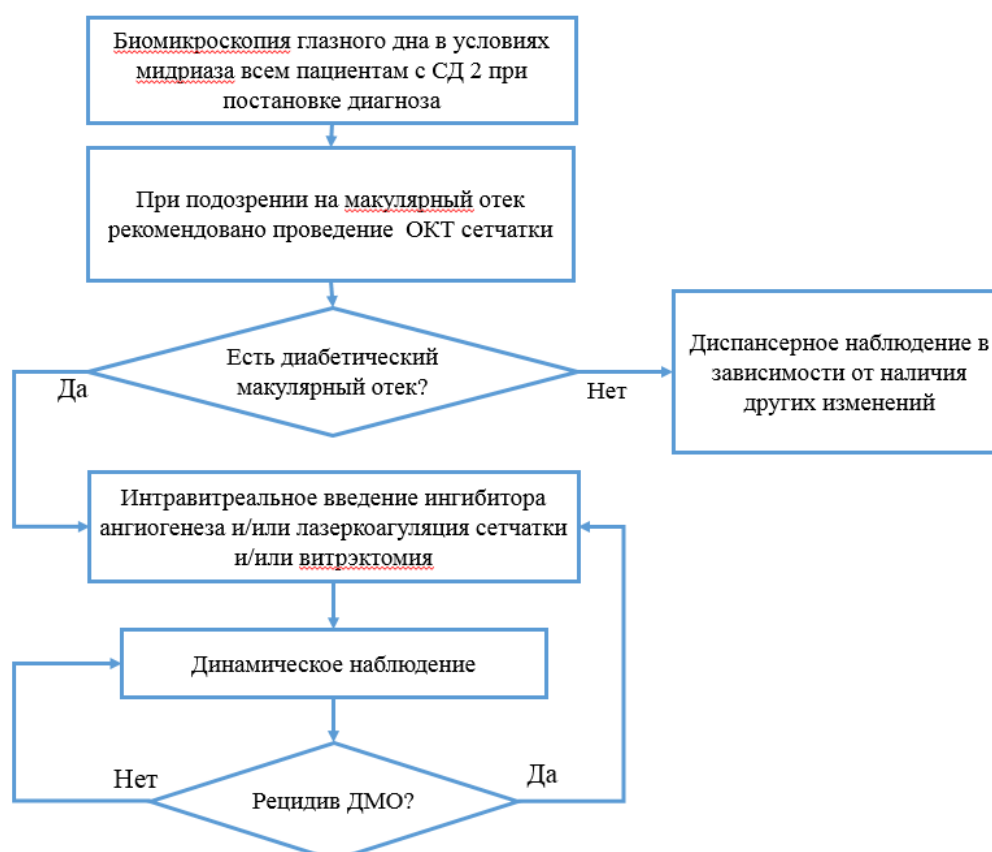 Биомикроскопия глазного дна в условиях
мидриаза всем пациентам с СД 2 при
постановке диагноза
При подозрении на макулярный отек
рекомендовано проведение ОКТ сетчатки
Есть диабетический
макулярный отек?
Да
Нет
Диспансерное наблюдение в
зависимости от наличия
других изменений
Интравитреальное введение ингибитора
ангиогенеза и/или лазеркоагуляция сетчатки
и/или витрэктомия
Динамическое наблюдение
Нет
Да
Рецидив ДМО?